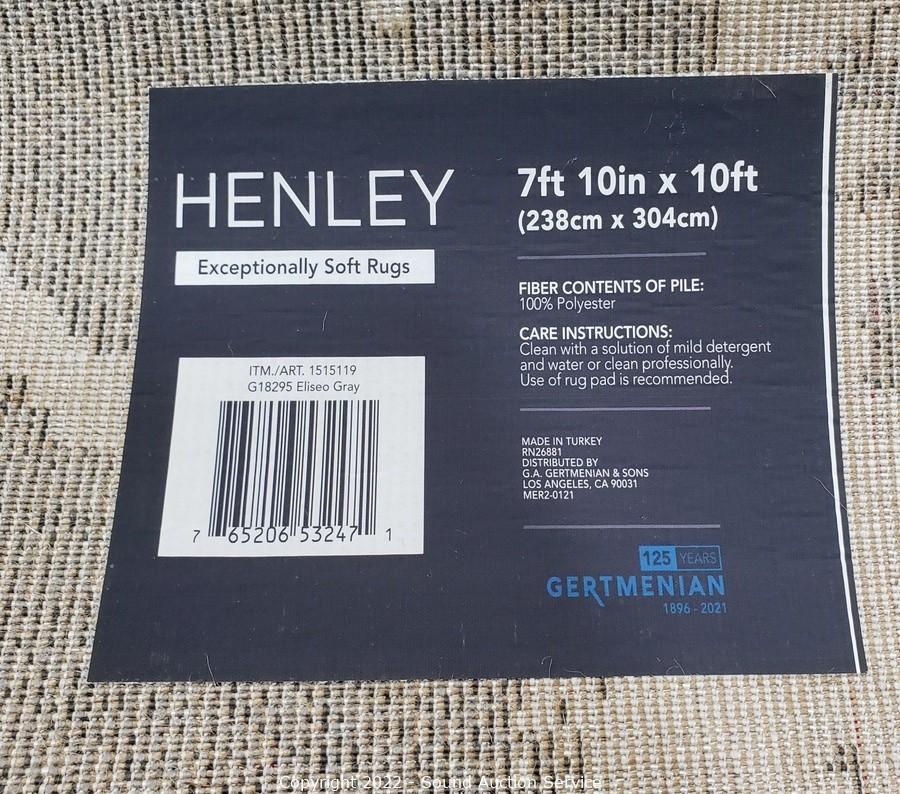 HENLEY
Exceptionally Soft Rugs
ITM./ART. 1515119
G18295 Eliseo Gray
7 65206 53247 1
7ft 10in x 10ft
(238cm x 304cm)
FIBER CONTENTS OF PILE:
100% Polyester
CARE INSTRUCTIONS:
Clean with a solution of mild detergent
and water or clean professionally.
Use of rug pad is recommended.
MADE IN TURKEY
RN26881
DISTRIBUTED BY
G.A. GERTMENIAN & SONS
LOS ANGELES, CA 90031
MER2-0121
125 YEARS
GERTMENIAN
1896 - 2021
Copyright 2022 - Sound Auction Service